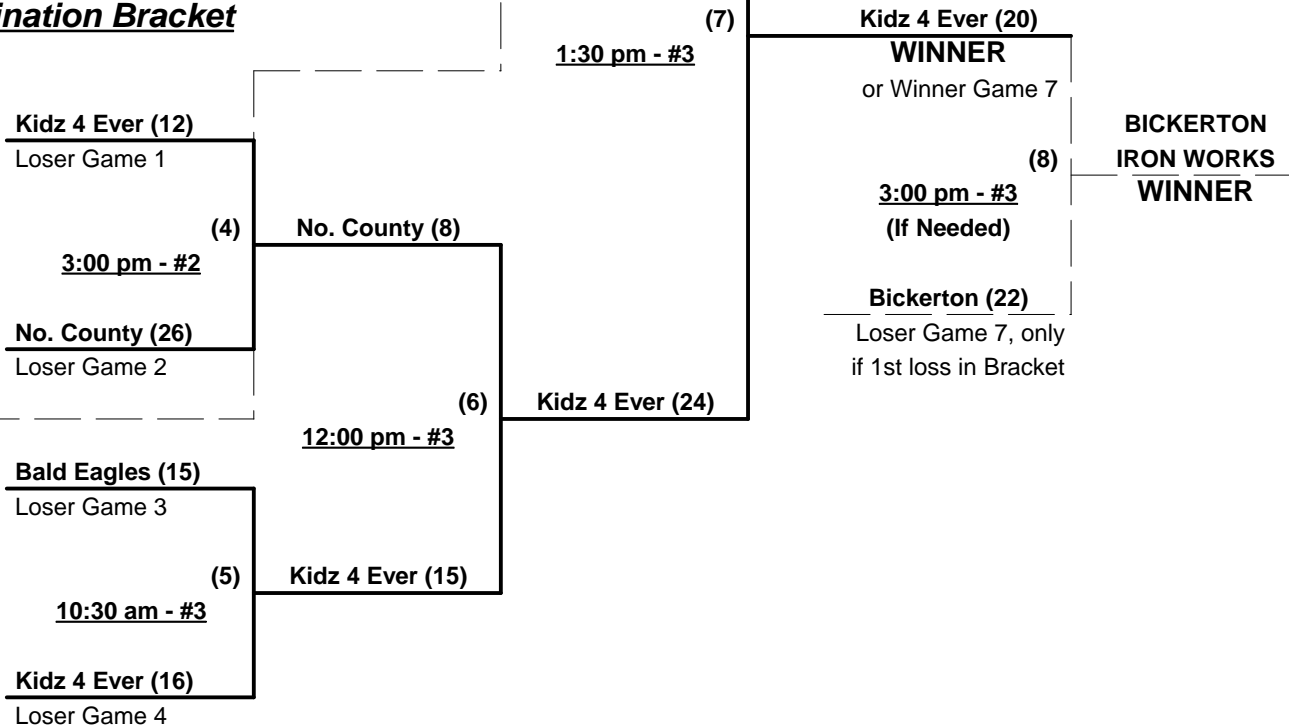 ination Bracket
(7)
1:30 pm - #3
Kidz 4 Ever (20)
WINNER
or Winner Game 7
Kidz 4 Ever (12)
Loser Game 1
(4)
3:00 pm - #2
No. County (8)
No. County (26)
Loser Game 2
(8)
3:00 pm - #3
(If Needed)
BICKERTON
IRON WORKS
WINNER
Bickerton (22)
Loser Game 7, only
if 1st loss in Bracket
(6)
12:00 pm - #3
Kidz 4 Ever (24)
Bald Eagles (15)
Loser Game 3
(5)
10:30 am - #3
Kidz 4 Ever (15)
Kidz 4 Ever (16)
Loser Game 4